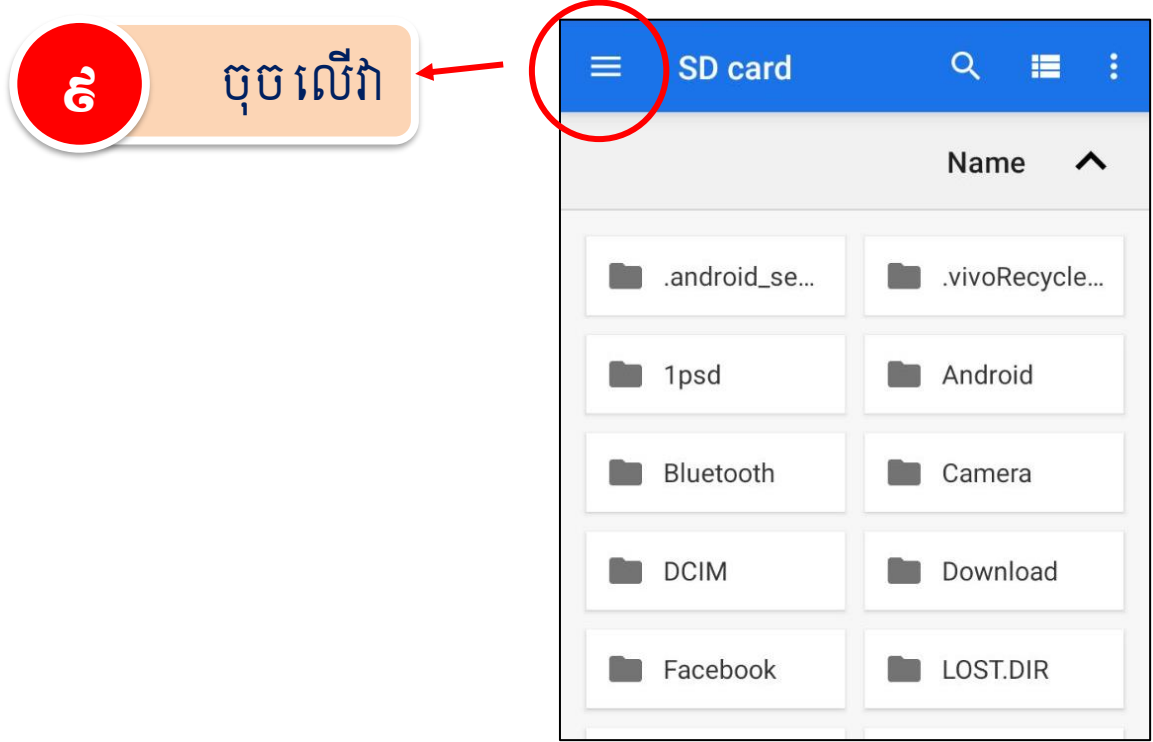 ៩
ចុច លើវា
SD card
Name
.android_se...
.vivoRecycle...
1psd
Android
Bluetooth
Camera
DCIM
Download
Facebook
LOST.DIR